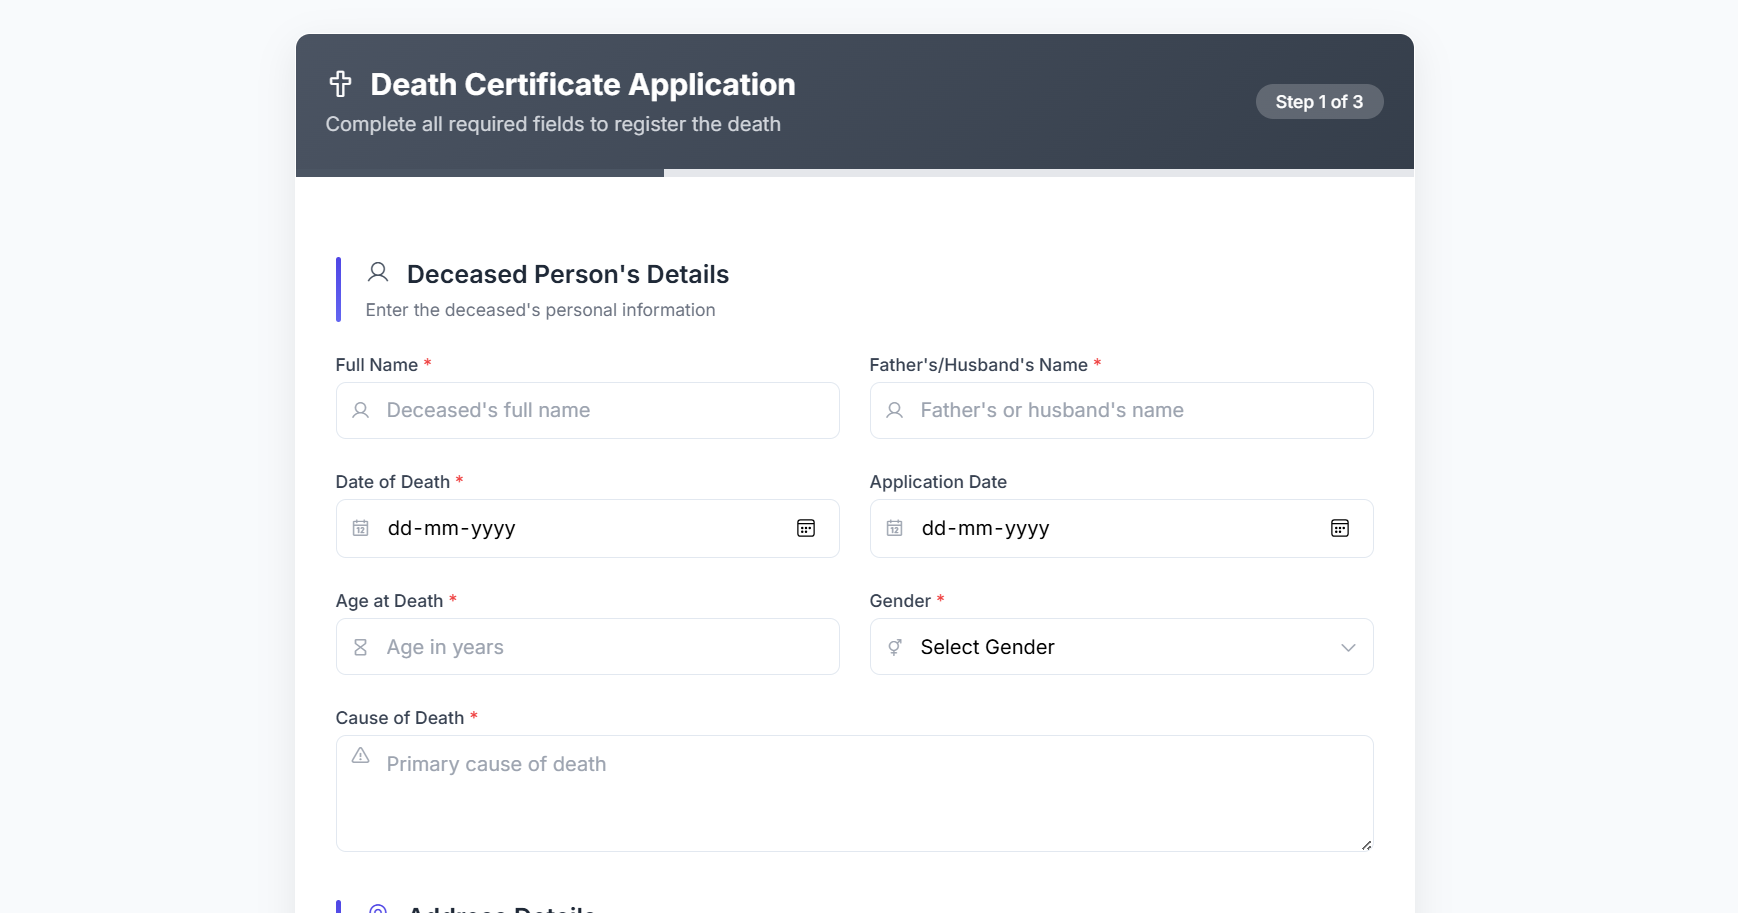 Death Certificate Application
Complete all required fields to register the death
Step 1 of 3
Deceased Person's Details
Enter the deceased's personal information
Full Name *
Deceased's full name
Father's/Husband's Name *
Father's or husband's name
Date of Death *
dd-mm-yyyy
Application Date
dd-mm-yyyy
Age at Death *
Age in years
Gender *
Select Gender
Cause of Death *
Primary cause of death
Address Details